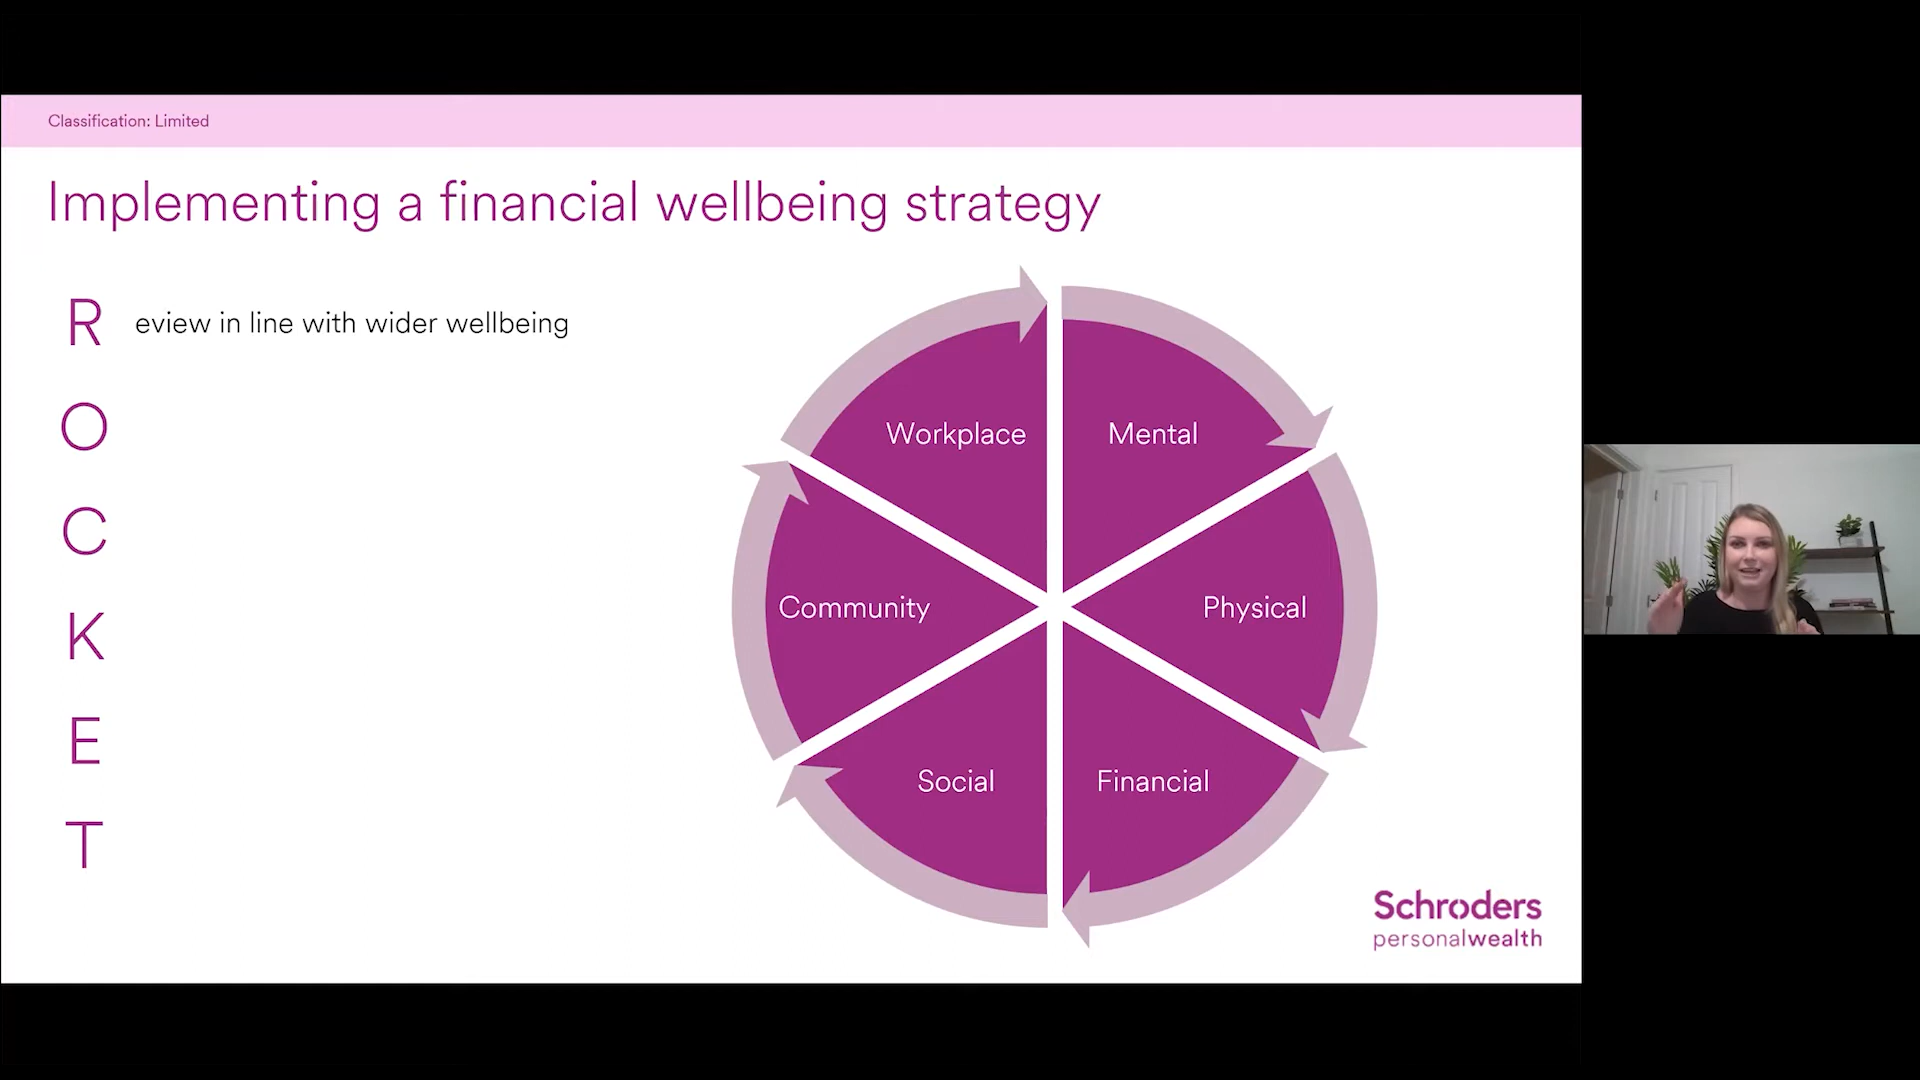 Classification: Limited
Implementing a financial wellbeing strategy
R eview in line with wider wellbeing
O
C
K
E
T
Workplace
Mental
Community
Physical
Social
Financial
Schroders
personalwealth